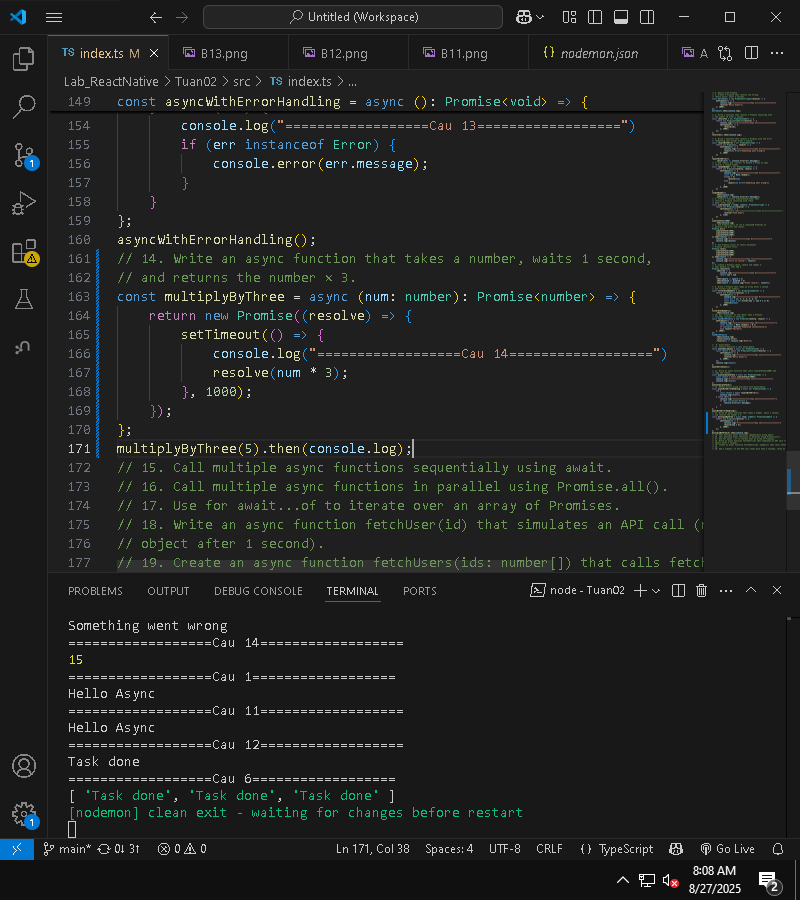 Untitled (Workspace)
TS index.ts M
B13.png
B12.png
B11.png
{} nodemon.json
A
Lab_ReactNative > Tuan02 > src > TS index.ts > ...
149 const asyncWithErrorHandling = async (): Promise<void> => {
154 console.log("==================Cau 13==================")
155 if (err instanceof Error) {
156 console.error(err.message);
157 }
158 }
159 };
160 asyncWithErrorHandling();
161 // 14. Write an async function that takes a number, waits 1 second,
162 // and returns the number × 3.
163 const multiplyByThree = async (num: number): Promise<number> => {
164 return new Promise((resolve) => {
165 setTimeout(() => {
166 console.log("==================Cau 14==================")
167 resolve(num * 3);
168 }, 1000);
169 });
170 };
171 multiplyByThree(5).then(console.log);
172 // 15. Call multiple async functions sequentially using await.
173 // 16. Call multiple async functions in parallel using Promise.all().
174 // 17. Use for await...of to iterate over an array of Promises.
175 // 18. Write an async function fetchUser(id) that simulates an API call (
176 // object after 1 second).
177 // 19. Create an async function fetchUsers(ids: number[]) that calls fetch
1
PROBLEMS OUTPUT DEBUG CONSOLE TERMINAL PORTS
node - Tuan02
Something went wrong
==================Cau 14==================
15
==================Cau 1==================
Hello Async
==================Cau 11==================
Hello Async
==================Cau 12==================
Task done
==================Cau 6==================
[ 'Task done', 'Task done', 'Task done' ]
[nodemon] clean exit - waiting for changes before restart
1
main* 0↓ 3↑ 0 0 Ln 171, Col 38 Spaces: 4 UTF-8 CRLF {} TypeScript Go Live
8:08 AM
8/27/2025
2